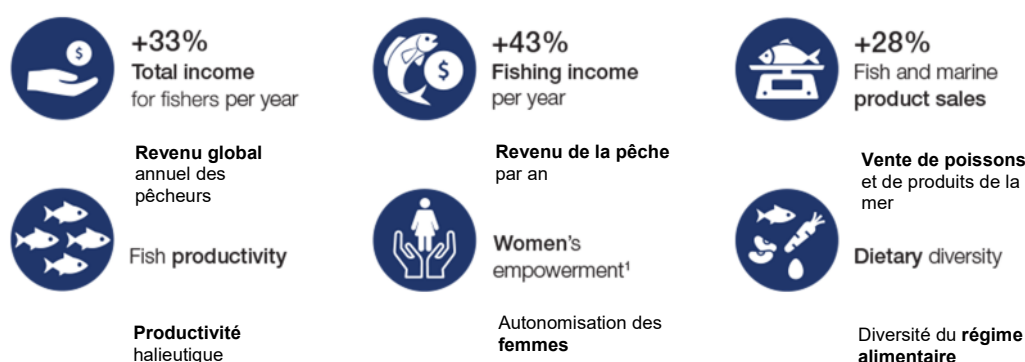 +33%
Total income
for fishers per year
Revenu global
annuel des
pêcheurs
+43%
Fishing income
per year
Revenu de la pêche
par an
+28%
Fish and marine
product sales
Vente de poissons
et de produits de la
mer
Fish productivity
Productivité
halieutique
Women's
empowerment¹
Autonomisation des
femmes
Dietary diversity
Diversité du régime
alimentaire
$
$